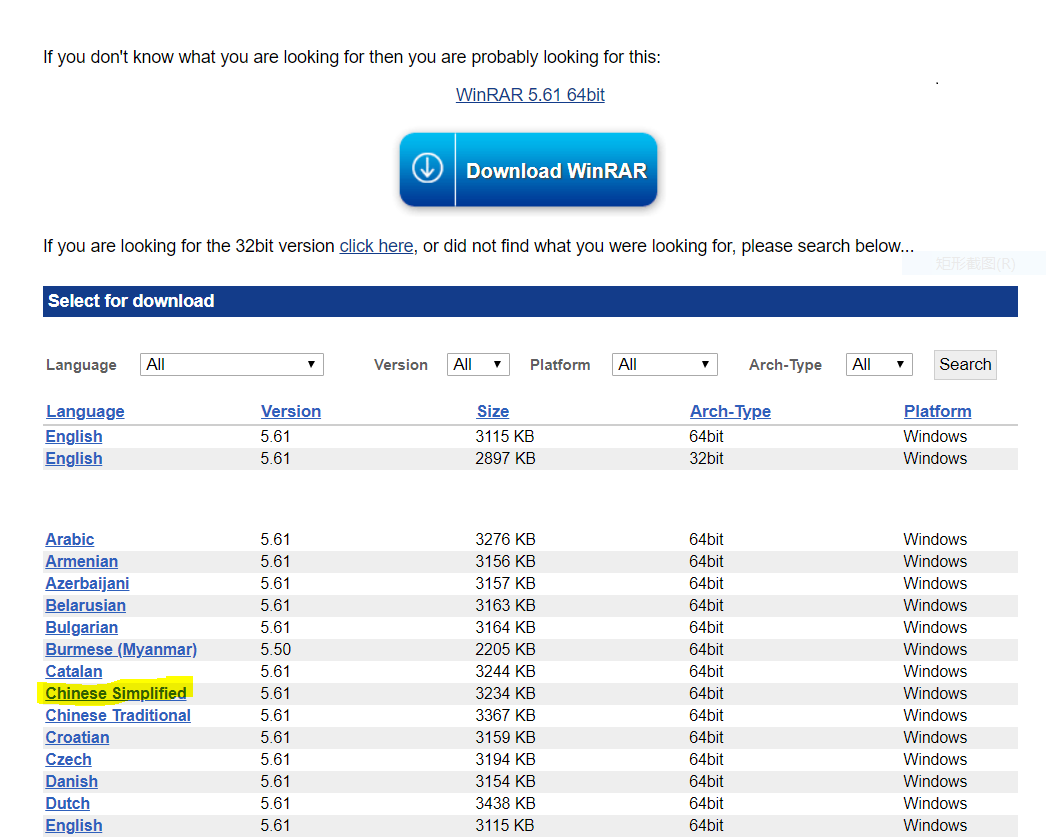 If you don't know what you are looking for then you are probably looking for this:
WinRAR 5.61 64bit
Download WinRAR
If you are looking for the 32bit version click here, or did not find what you were looking for, please search below...
矩形截图(R)
Select for download
Language All Version All Platform All Arch-Type All Search
Language Version Size Arch-Type Platform
English 5.61 3115 KB 64bit Windows
English 5.61 2897 KB 32bit Windows
Arabic 5.61 3276 KB 64bit Windows
Armenian 5.61 3156 KB 64bit Windows
Azerbaijani 5.61 3157 KB 64bit Windows
Belarusian 5.61 3163 KB 64bit Windows
Bulgarian 5.61 3164 KB 64bit Windows
Burmese (Myanmar) 5.50 2205 KB 64bit Windows
Catalan 5.61 3244 KB 64bit Windows
Chinese Simplified 5.61 3234 KB 64bit Windows
Chinese Traditional 5.61 3367 KB 64bit Windows
Croatian 5.61 3159 KB 64bit Windows
Czech 5.61 3194 KB 64bit Windows
Danish 5.61 3154 KB 64bit Windows
Dutch 5.61 3438 KB 64bit Windows
English 5.61 3115 KB 64bit Windows